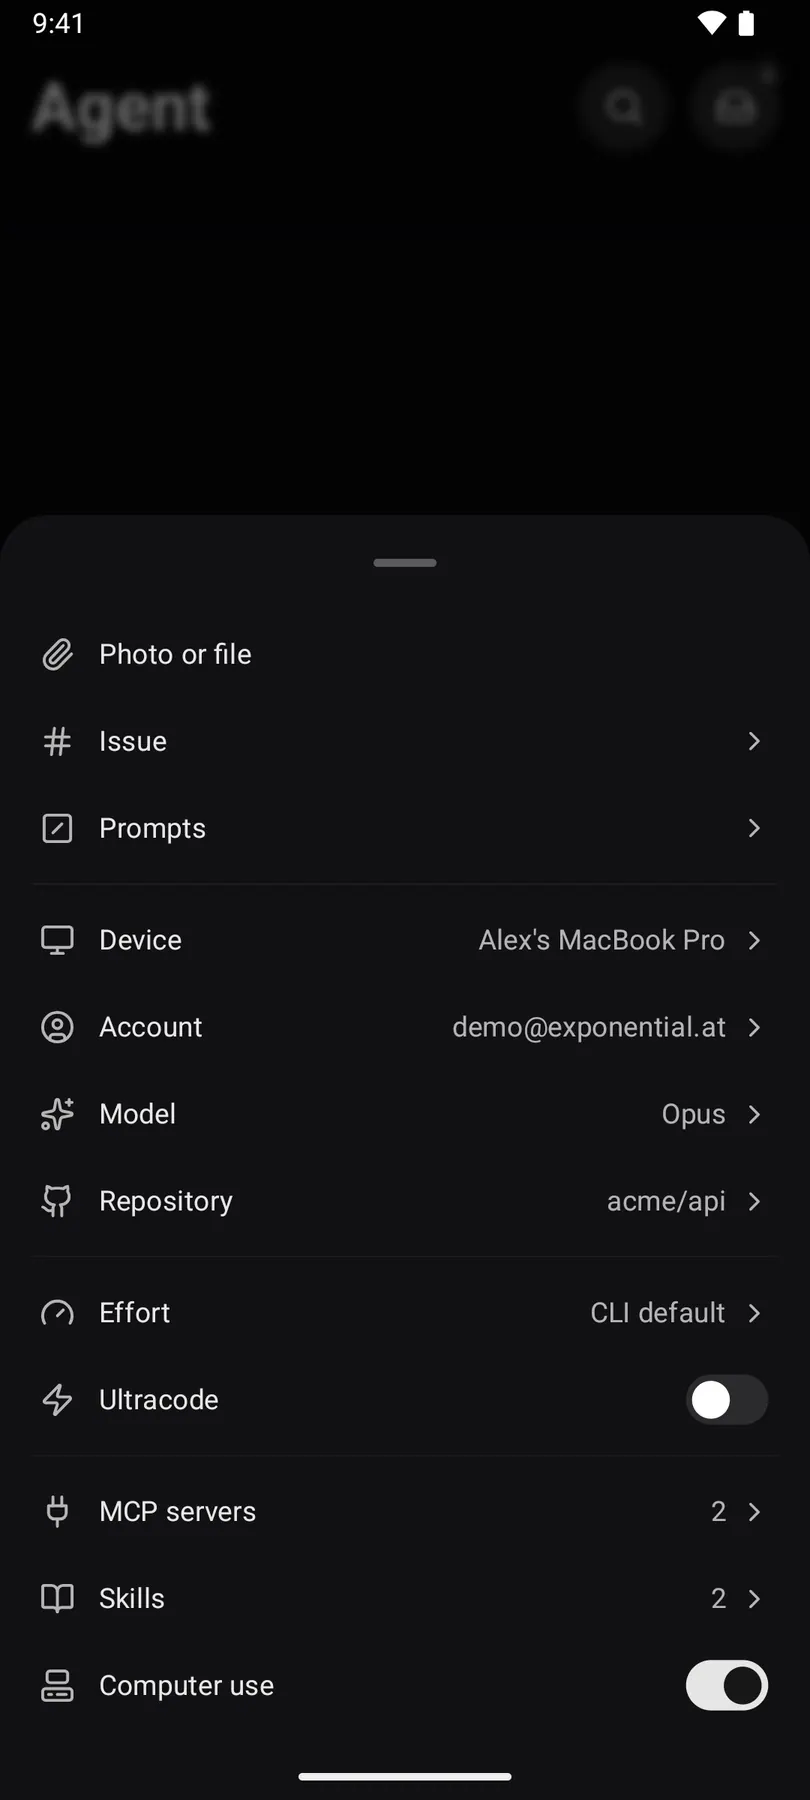 9:41
Agent
Photo or file
Issue
Prompts
Device Alex's MacBook Pro
Account demo@exponential.at
Model Opus
Repository acme/api
Effort CLI default
Ultracode
MCP servers 2
Skills 2
Computer use